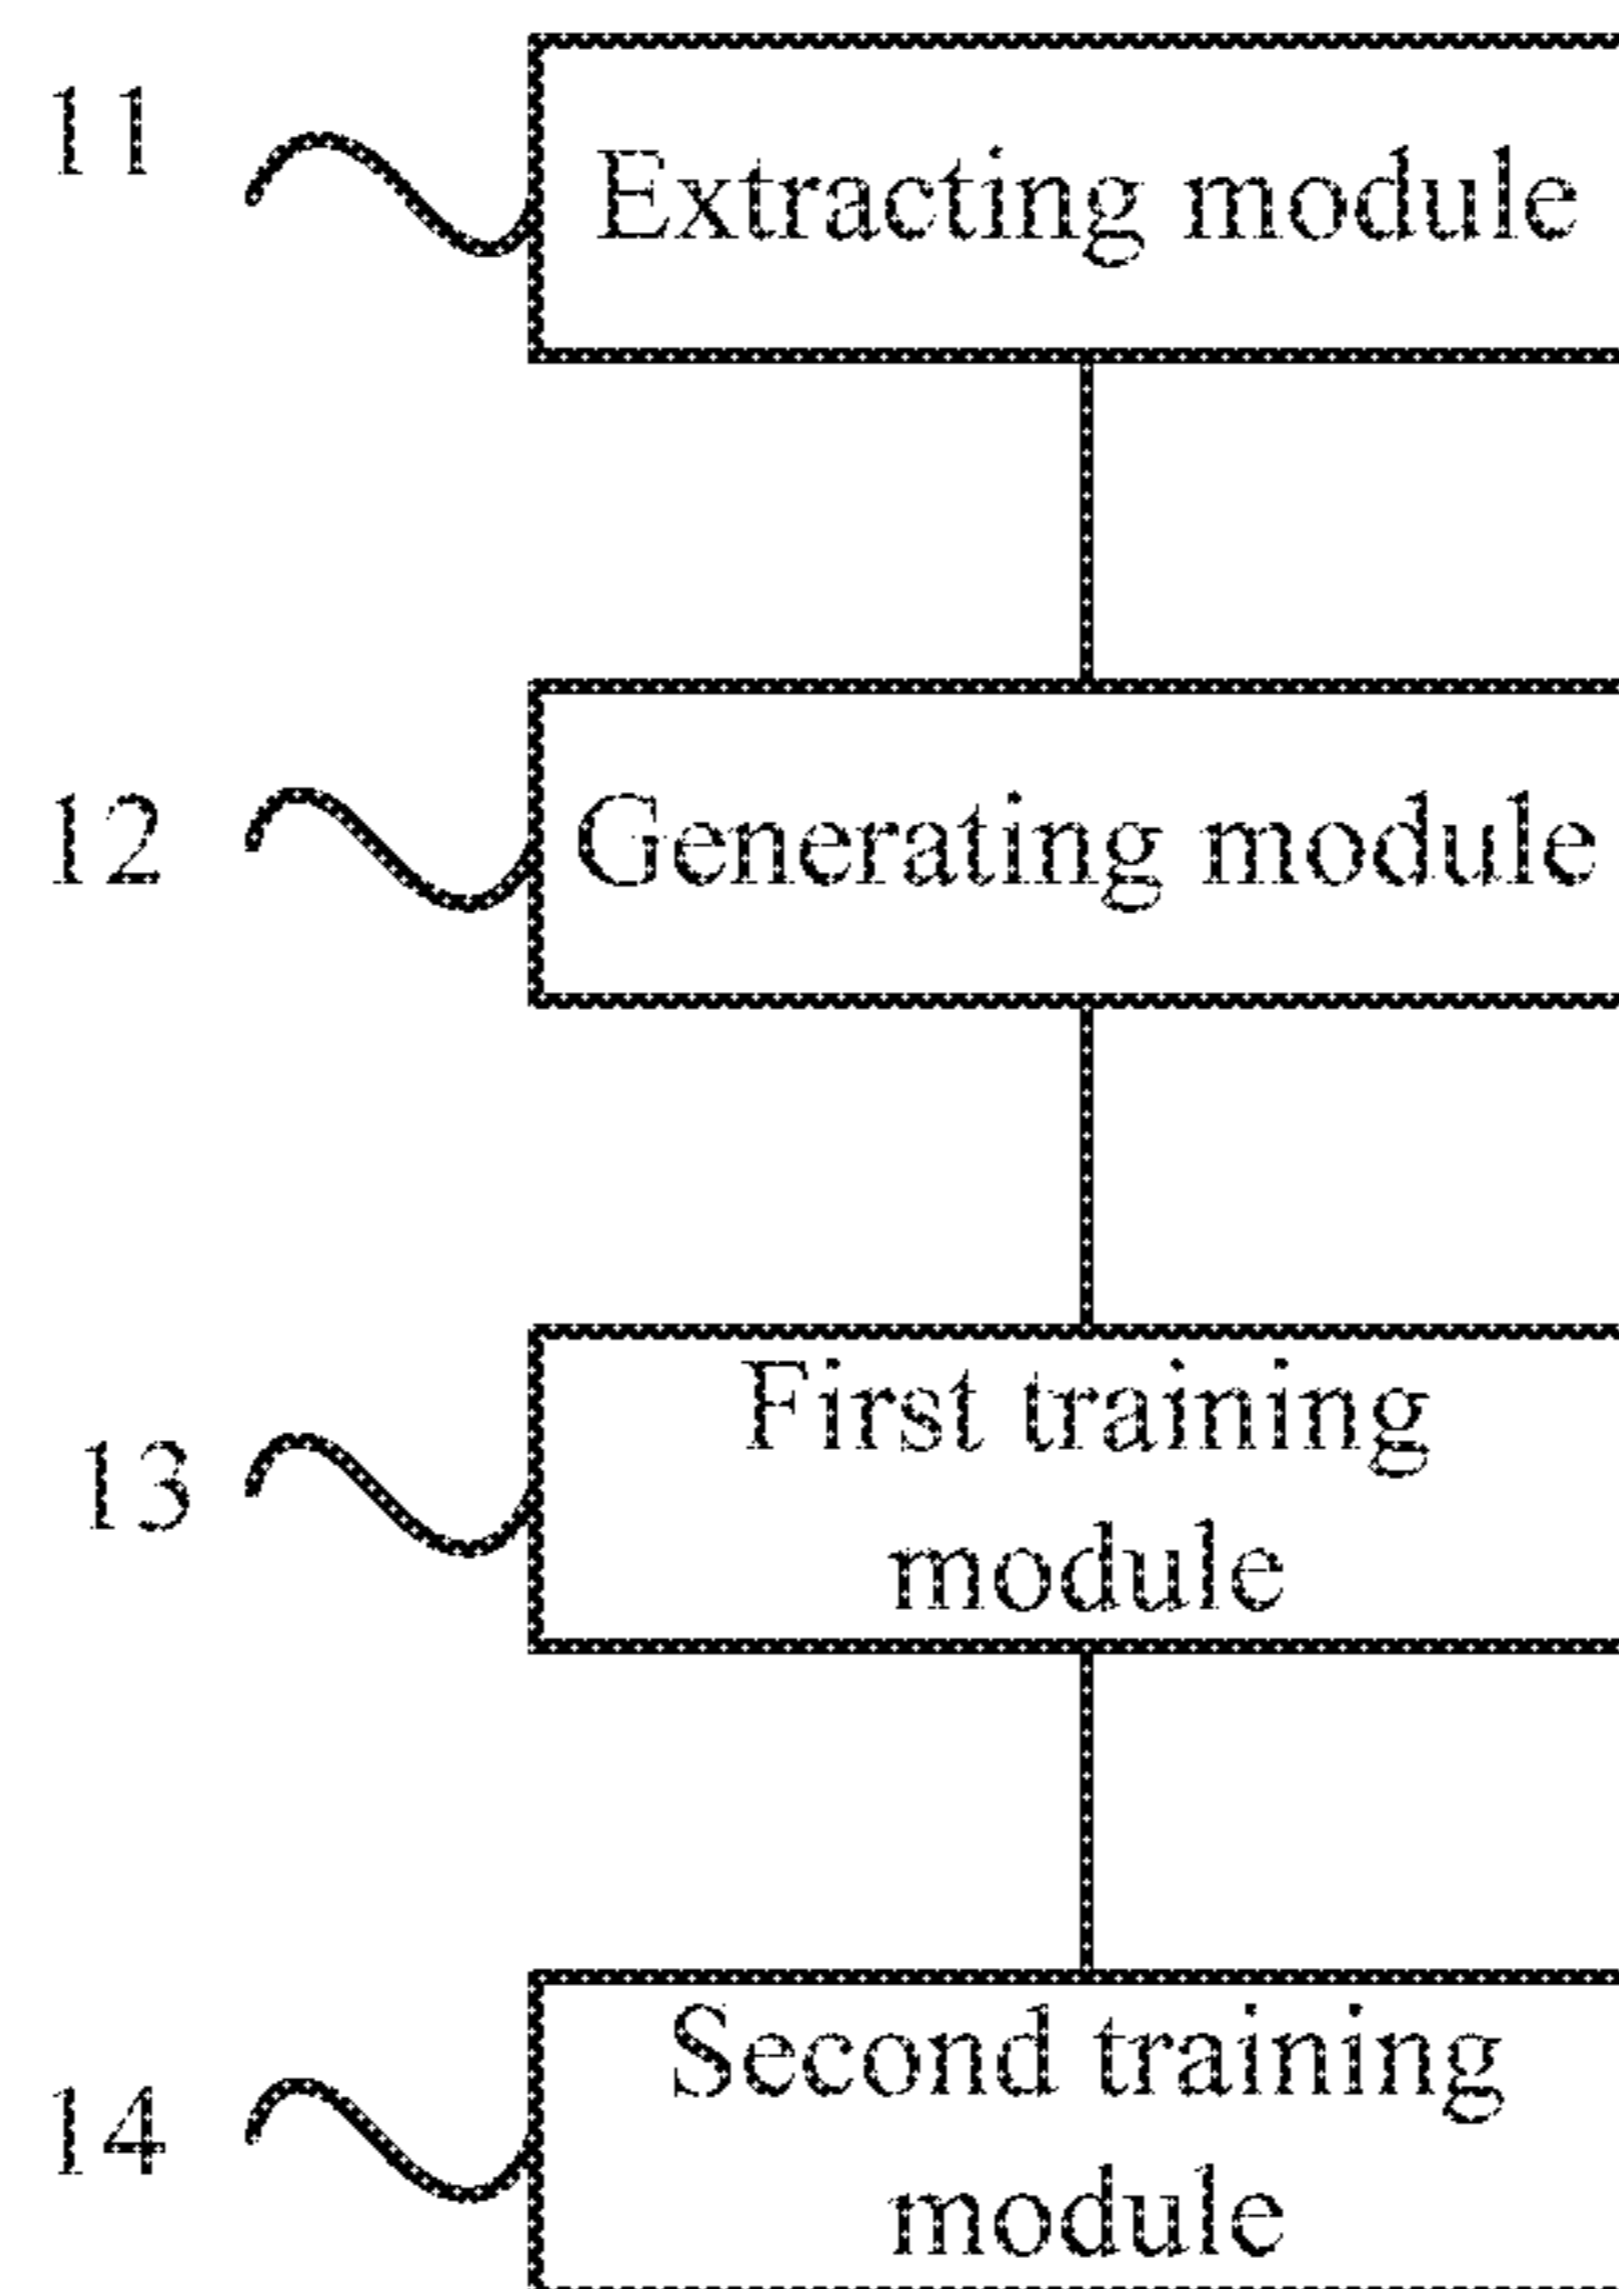 11
Extracting module
12
Generating module
13
First training
module
14
Second training
module